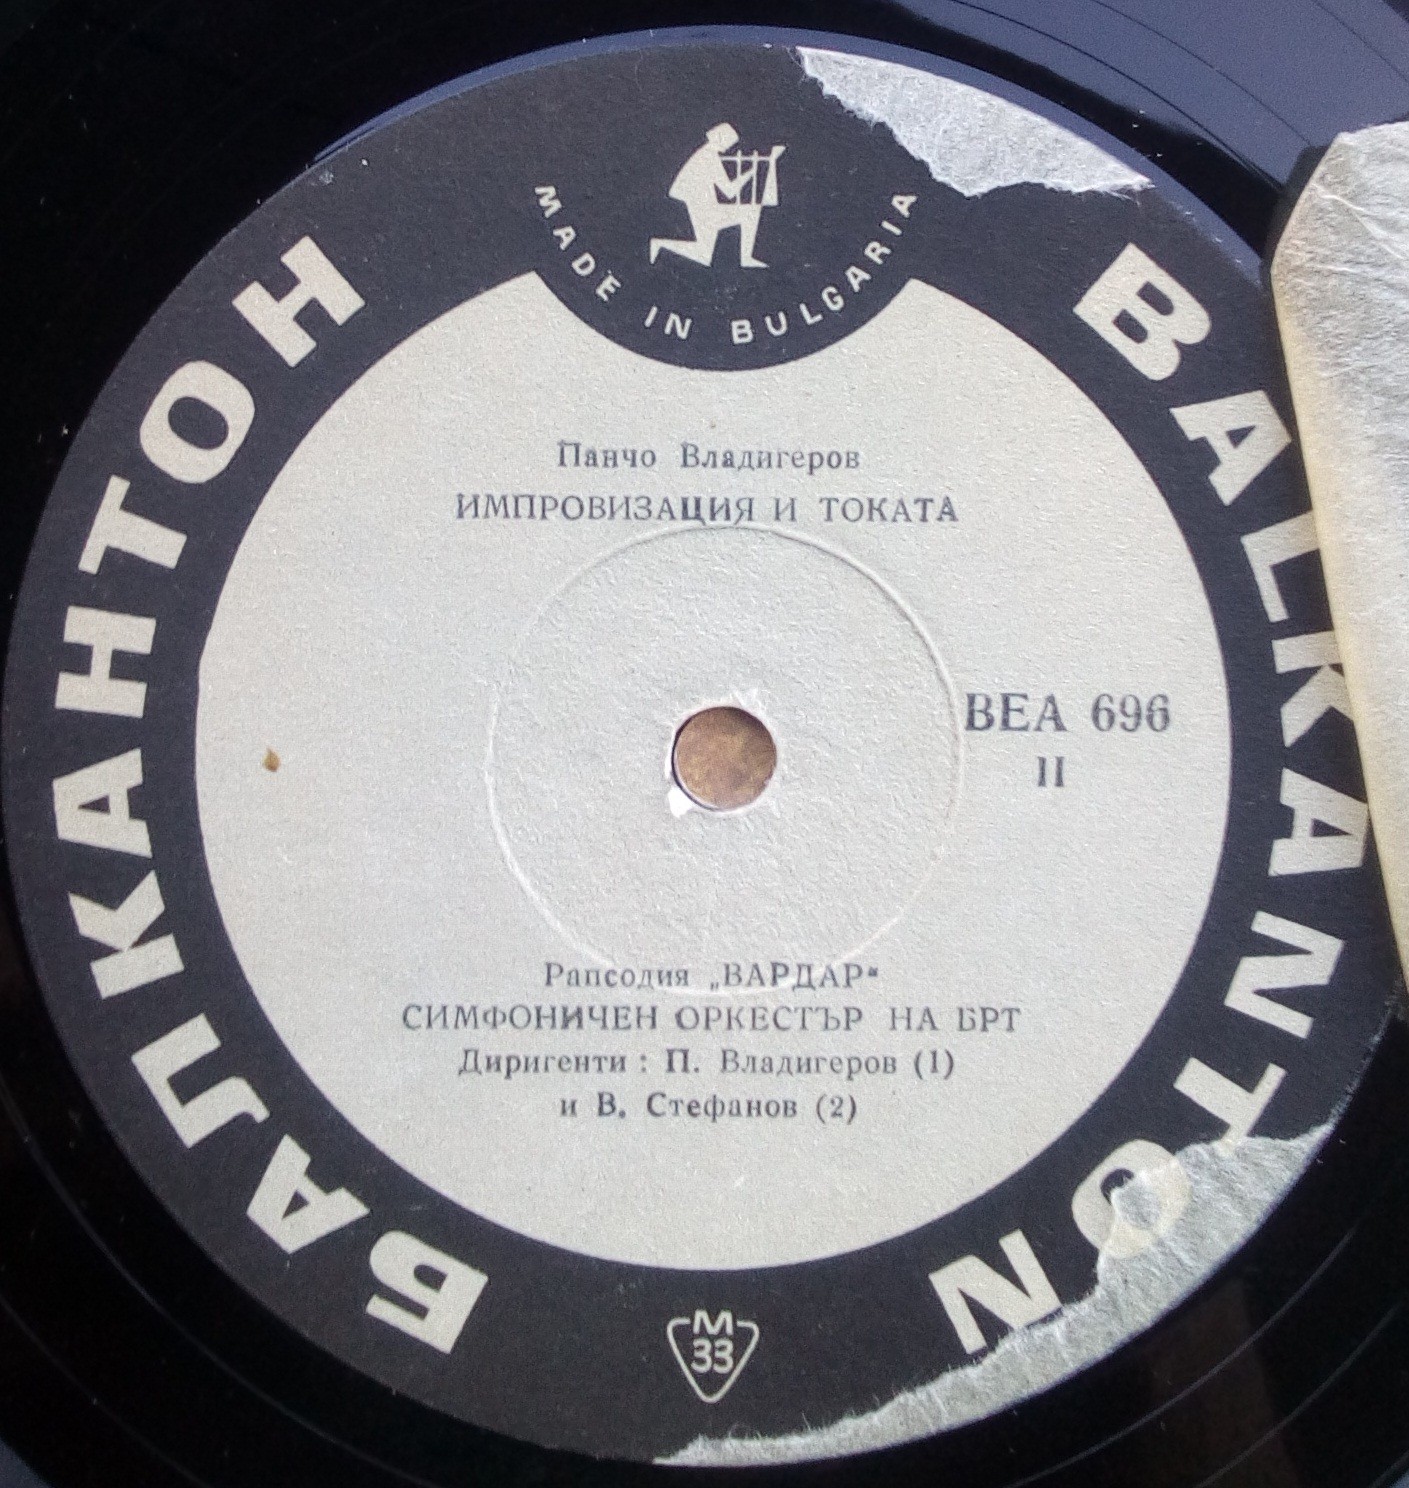 MADE IN BULGARIA
БАЛКАНТОН
BALKANTON
Панчо Владигеров
ИМПРОВИЗАЦИЯ И ТОКАТА
ВЕА 696
II
Рапсодия „ВАРДАР“
СИМФОНИЧЕН ОРКЕСТЪР НА БРТ
Диригенти : П. Владигеров (1)
и В. Стефанов (2)
М
33